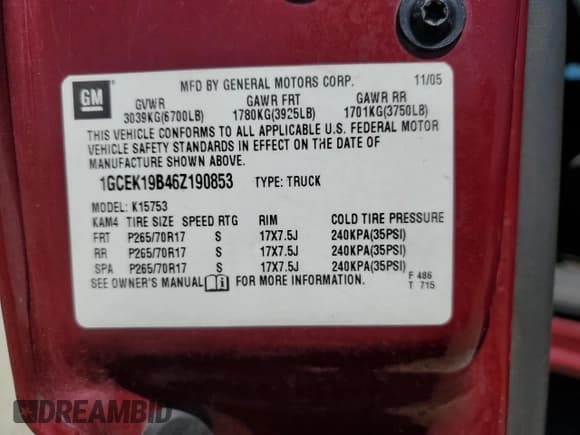 GM
MFD BY GENERAL MOTORS CORP. 11/05
GVWR GAWR FRT GAWR RR
3039KG(6700LB) 1780KG(3925LB) 1701KG(3750LB)
THIS VEHICLE CONFORMS TO ALL APPLICABLE U.S. FEDERAL MOTOR
VEHICLE SAFETY STANDARDS IN EFFECT ON THE DATE OF
MANUFACTURE SHOWN ABOVE.
1GCEK19B46Z190853 TYPE: TRUCK
MODEL: K15753
KAM4 TIRE SIZE SPEED RTG RIM COLD TIRE PRESSURE
FRT P265/70R17 S 17X7.5J 240KPA(35PSI)
RR P265/70R17 S 17X7.5J 240KPA(35PSI)
SPA P265/70R17 S 17X7.5J 240KPA(35PSI)
SEE OWNER'S MANUAL FOR MORE INFORMATION.
F 486
T 715
DREAMBID